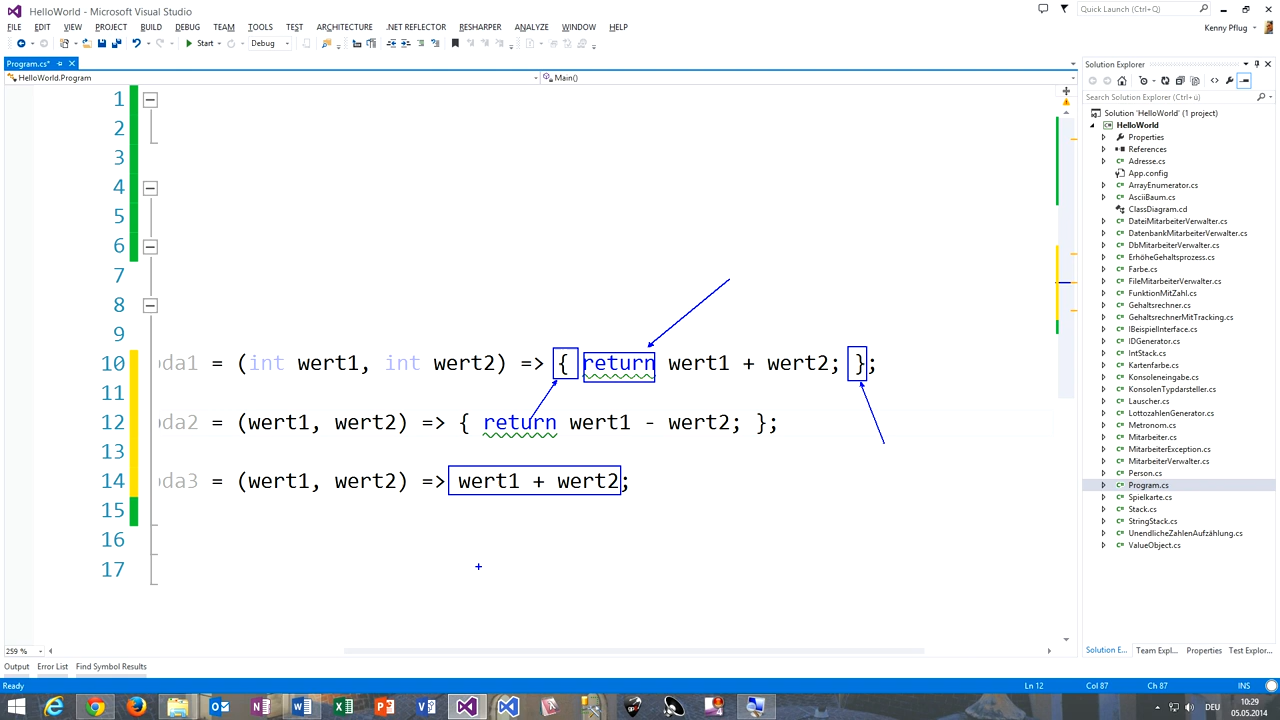 HelloWorld - Microsoft Visual Studio
Quick Launch (Ctrl+Q)
FILE EDIT VIEW PROJECT BUILD DEBUG TEAM TOOLS TEST ARCHITECTURE .NET REFLECTOR RESHARPER ANALYZE WINDOW HELP
Kenny Pflug
Start Debug
Program.cs*
HelloWorld.Program
Main()
1
2
3
4
5
6
7
8
9
10 oda1 = (int wert1, int wert2) => { return wert1 + wert2; };
11
12 oda2 = (wert1, wert2) => { return wert1 - wert2; };
13
14 oda3 = (wert1, wert2) => wert1 + wert2;
15
16
17
259 %
Solution Explorer
Search Solution Explorer (Ctrl+ü)
Solution 'HelloWorld' (1 project)
HelloWorld
Properties
References
Adresse.cs
App.config
ArrayEnumerator.cs
AsciiBaum.cs
ClassDiagram.cd
DateiMitarbeiterVerwalter.cs
DatenbankMitarbeiterVerwalter.cs
DbMitarbeiterVerwalter.cs
ErhöheGehaltsprozess.cs
Farbe.cs
FileMitarbeiterVerwalter.cs
FunktionMitZahl.cs
Gehaltsrechner.cs
GehaltsrechnerMitTracking.cs
IBeispielInterface.cs
IDGenerator.cs
IntStack.cs
Kartenfarbe.cs
Konsoleneingabe.cs
KonsolenTypdarsteller.cs
Lauscher.cs
LottozahlenGenerator.cs
Metronom.cs
Mitarbeiter.cs
MitarbeiterException.cs
MitarbeiterVerwalter.cs
Person.cs
Program.cs
Spielkarte.cs
Stack.cs
StringStack.cs
UnendlicheZahlenAufzählung.cs
ValueObject.cs
Solution E... Team Expl... Properties Test Explor...
Output Error List Find Symbol Results
Ready
Ln 12 Col 87 Ch 87 INS
DEU
10:29
05.05.2014